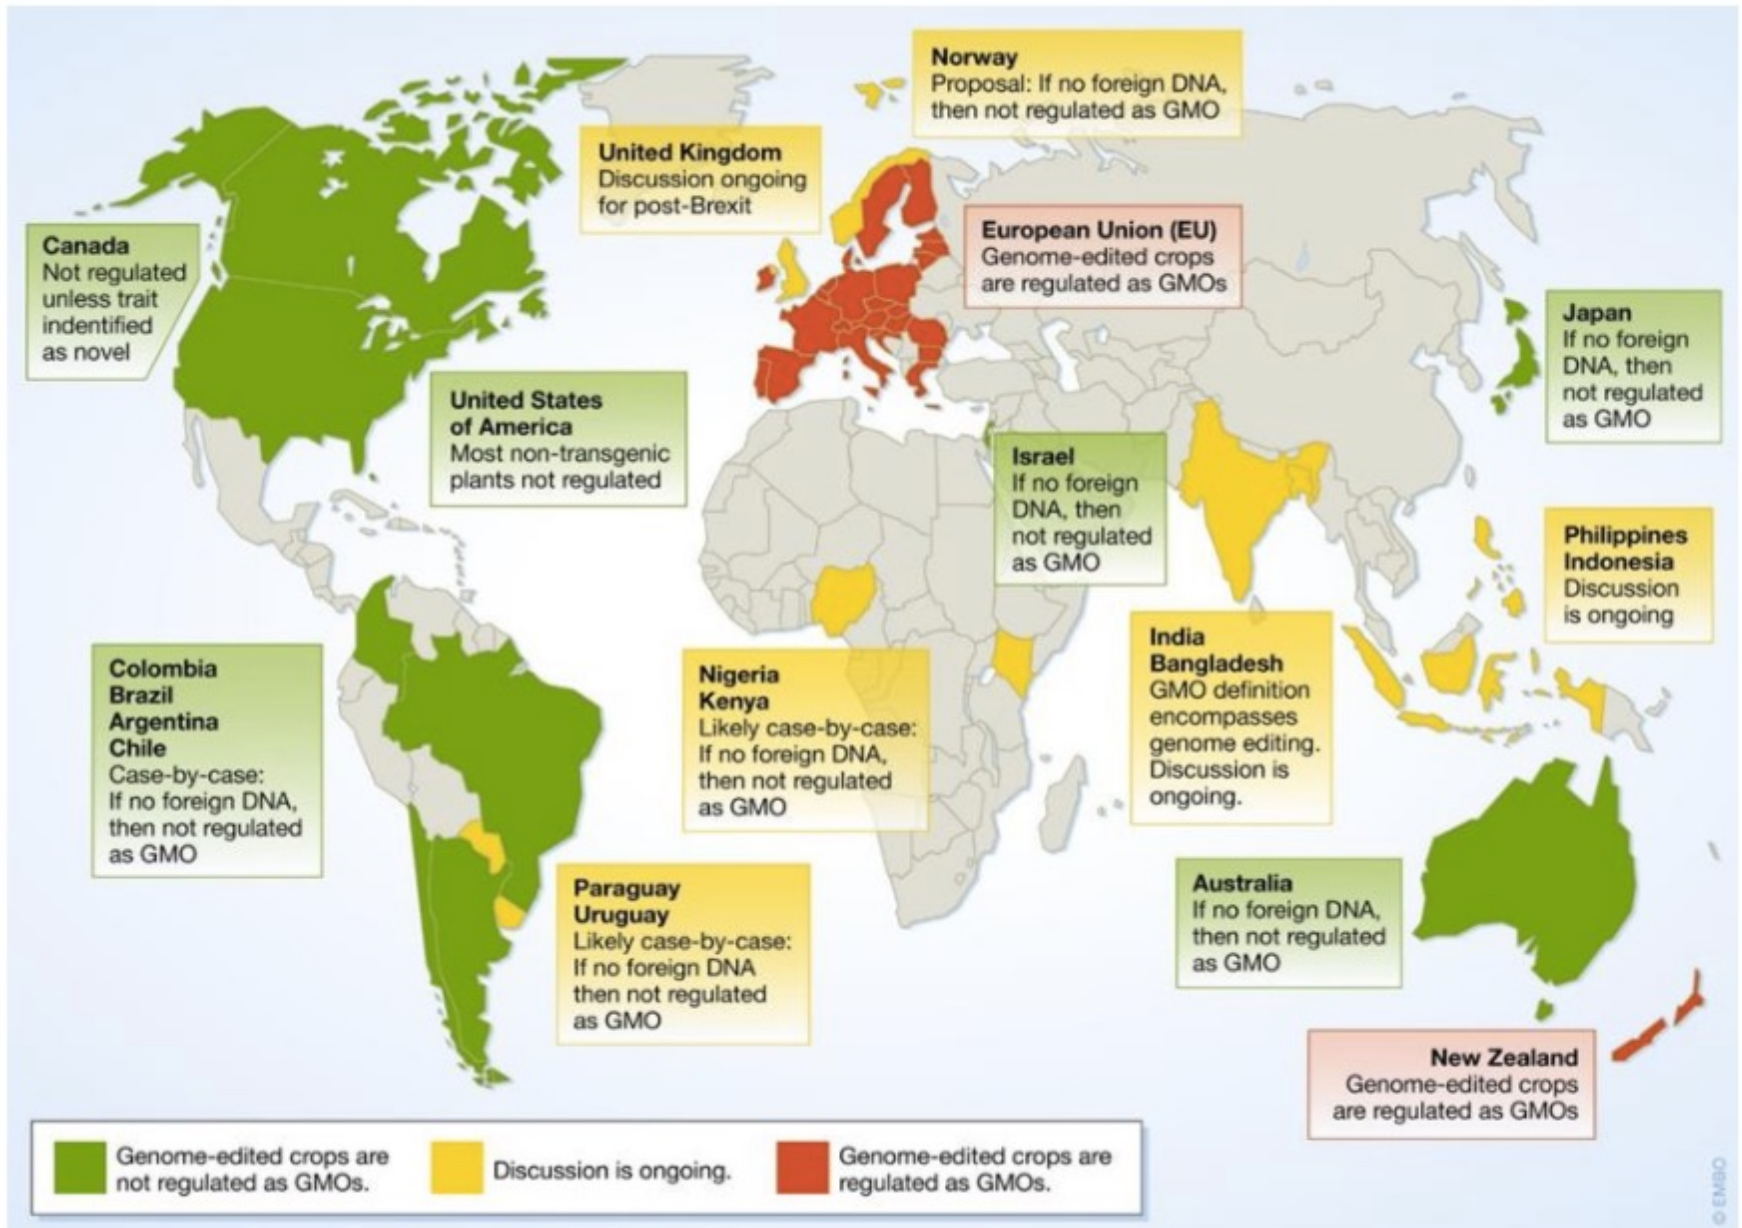 Norway
Proposal: If no foreign DNA,
then not regulated as GMO
United Kingdom
Discussion ongoing
for post-Brexit
European Union (EU)
Genome-edited crops
are regulated as GMOs
Canada
Not regulated
unless trait
indentified
as novel
United States
of America
Most non-transgenic
plants not regulated
Japan
If no foreign
DNA, then
not regulated
as GMO
Israel
If no foreign
DNA, then
not regulated
as GMO
Philippines
Indonesia
Discussion
is ongoing
Colombia
Brazil
Argentina
Chile
Case-by-case:
If no foreign DNA,
then not regulated
as GMO
Nigeria
Kenya
Likely case-by-case:
If no foreign DNA,
then not regulated
as GMO
India
Bangladesh
GMO definition
encompasses
genome editing.
Discussion is
ongoing.
Paraguay
Uruguay
Likely case-by-case:
If no foreign DNA
then not regulated
as GMO
Australia
If no foreign DNA,
then not regulated
as GMO
New Zealand
Genome-edited crops
are regulated as GMOs
Genome-edited crops are
not regulated as GMOs.
Discussion is ongoing.
Genome-edited crops are
regulated as GMOs.
© EMBO